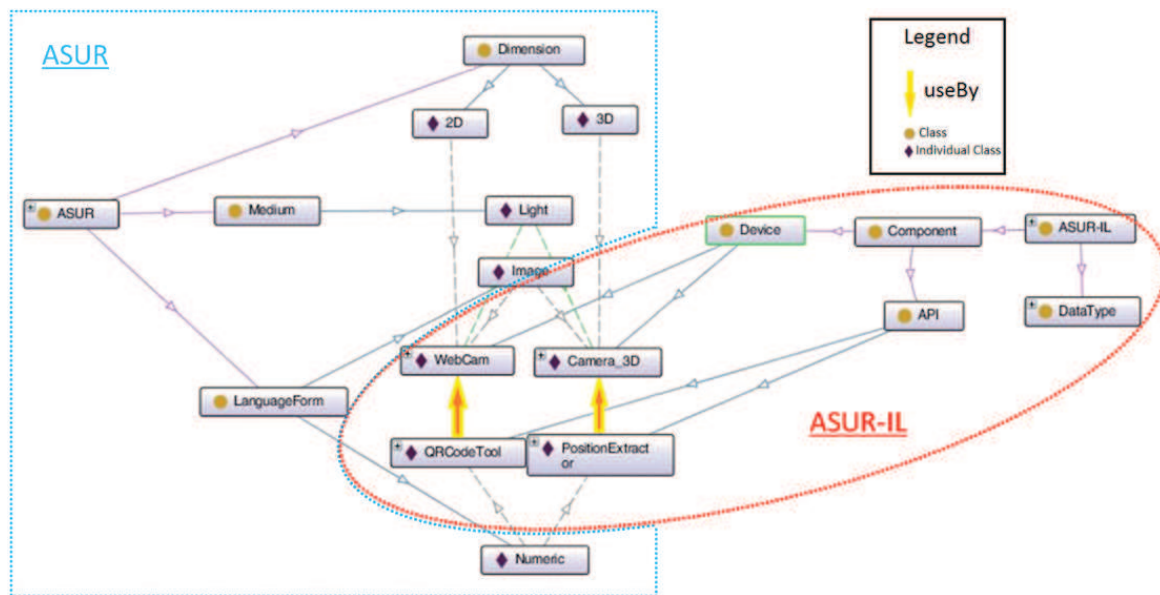 ASUR
Dimension
Legend
useBy
Class
Individual Class
2D
3D
ASUR
Medium
Light
Device
Component
ASUR-IL
Image
API
DataType
WebCam
Camera_3D
LanguageForm
ASUR-IL
QRCodeTool
PositionExtract
or
Numeric